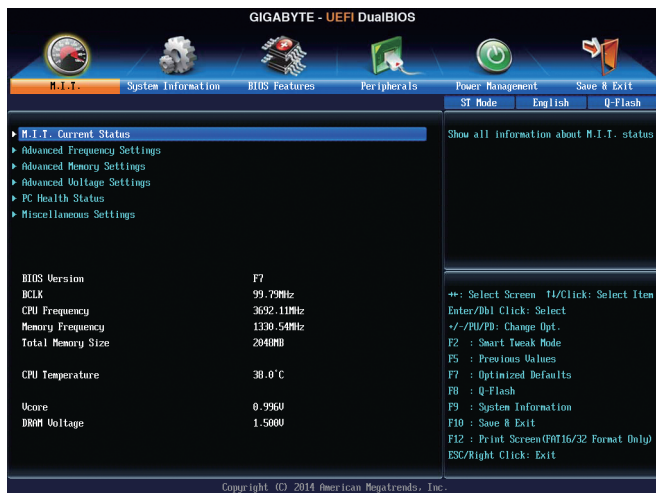 GIGABYTE - UEFI DualBIOS
M.I.T. System Information BIOS Features Peripherals Power Management Save & Exit
ST Mode English Q-Flash
M.I.T. Current Status
Advanced Frequency Settings
Advanced Memory Settings
Advanced Voltage Settings
PC Health Status
Miscellaneous Settings
Show all information about M.I.T. status
BIOS Version F7
BCLK 99.79MHz
CPU Frequency 3692.11MHz
Memory Frequency 1330.54MHz
Total Memory Size 2048MB
CPU Temperature 38.0°C
Vcore 0.996V
DRAM Voltage 1.500V
→←: Select Screen ↑↓/Click: Select Item
Enter/Dbl Click: Select
+/-/PU/PD: Change Opt.
F2 : Smart Tweak Mode
F5 : Previous Values
F7 : Optimized Defaults
F8 : Q-Flash
F9 : System Information
F10 : Save & Exit
F12 : Print Screen(FAT16/32 Format Only)
ESC/Right Click: Exit
Copyright (C) 2014 American Megatrends, Inc.